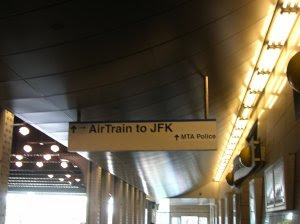 ↑→ AirTrain to JFK
↑ MTA Police